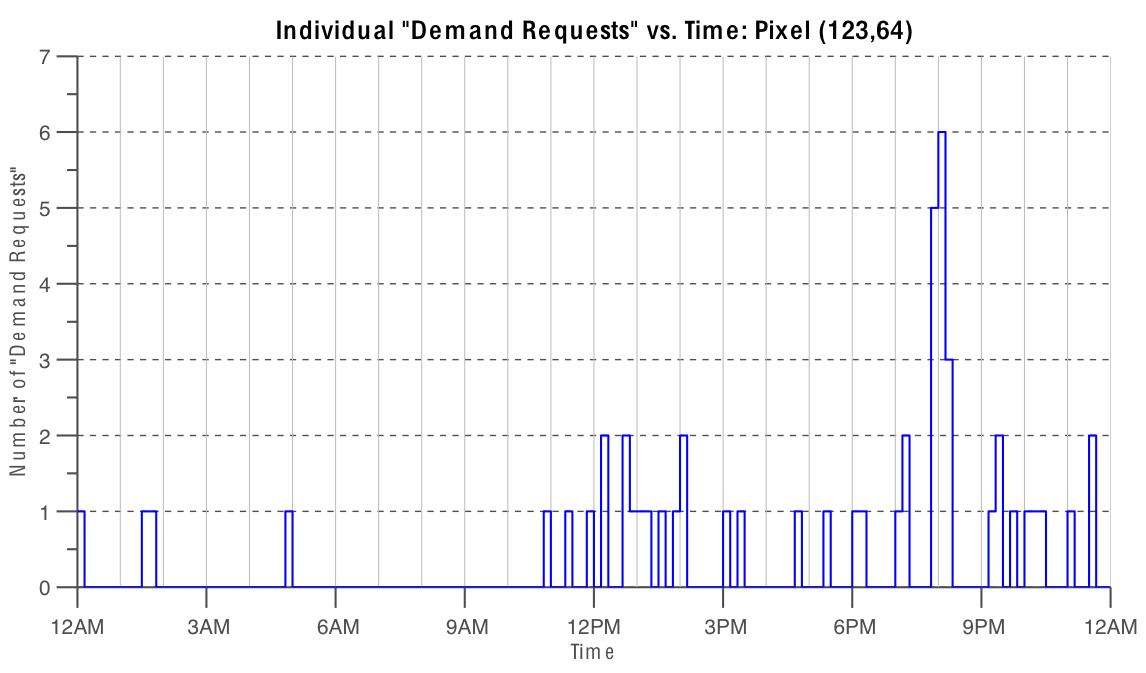 Individual "Demand Requests" vs. Time: Pixel (123,64)
7
6
5
4
3
2
1
0
Number of "Demand Requests"
12AM 3AM 6AM 9AM 12PM 3PM 6PM 9PM 12AM
Time